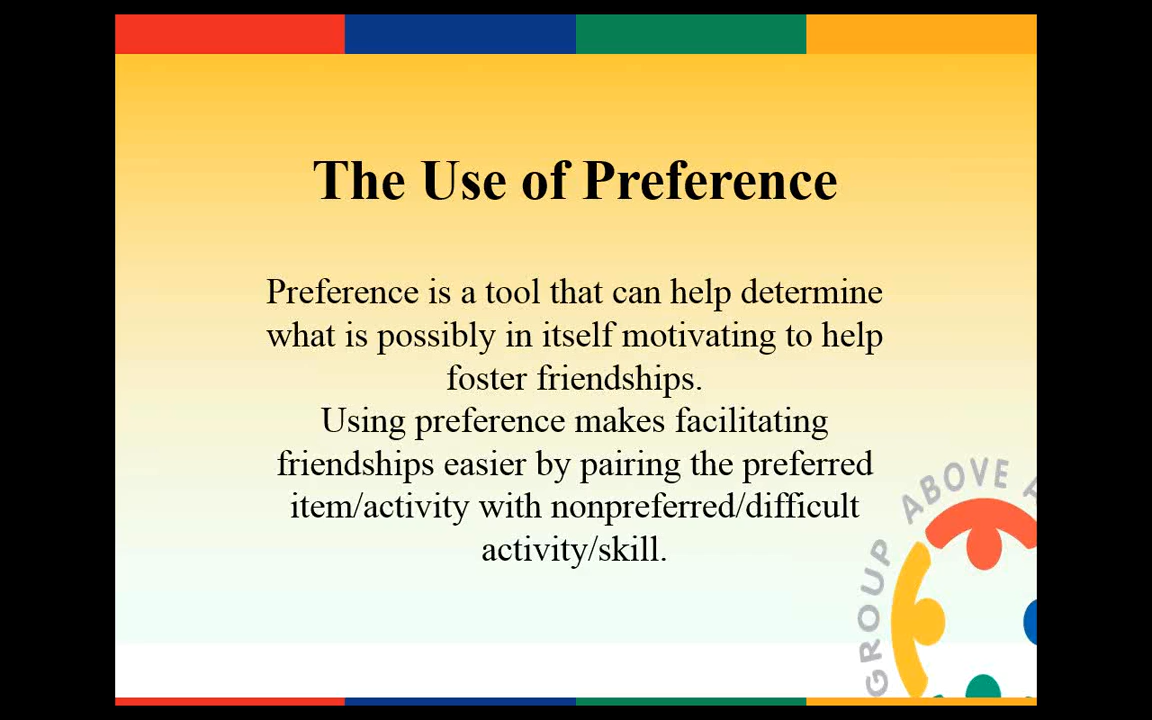 The Use of Preference
Preference is a tool that can help determine
what is possibly in itself motivating to help
foster friendships.
Using preference makes facilitating
friendships easier by pairing the preferred
item/activity with nonpreferred/difficult
activity/skill.
GROUP ABOVE A